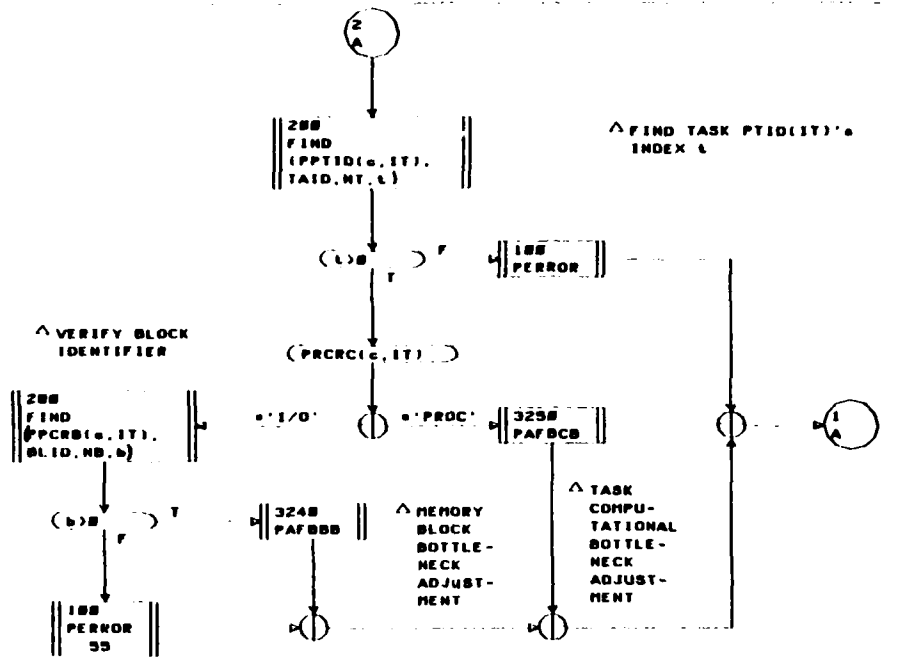 2
A
200
FIND
(PPTID(c,IT),
TAID,NT,t)
^ FIND TASK PTID(IT)'s
INDEX t
(t>0 ) F
T
100
PERROR
^ VERIFY BLOCK
IDENTIFIER
(PRCRC(c,IT) )
200
FIND
(PPCRB(c,IT),
BLID,NB,b)
='I/O'
='PROC'
3250
PAFBCB
1
A
(b>0 ) T
F
3240
PAFBBB
^ MEMORY
BLOCK
BOTTLE-
NECK
ADJUST-
MENT
^ TASK
COMPU-
TATIONAL
BOTTLE-
NECK
ADJUST-
MENT
100
PERROR
55